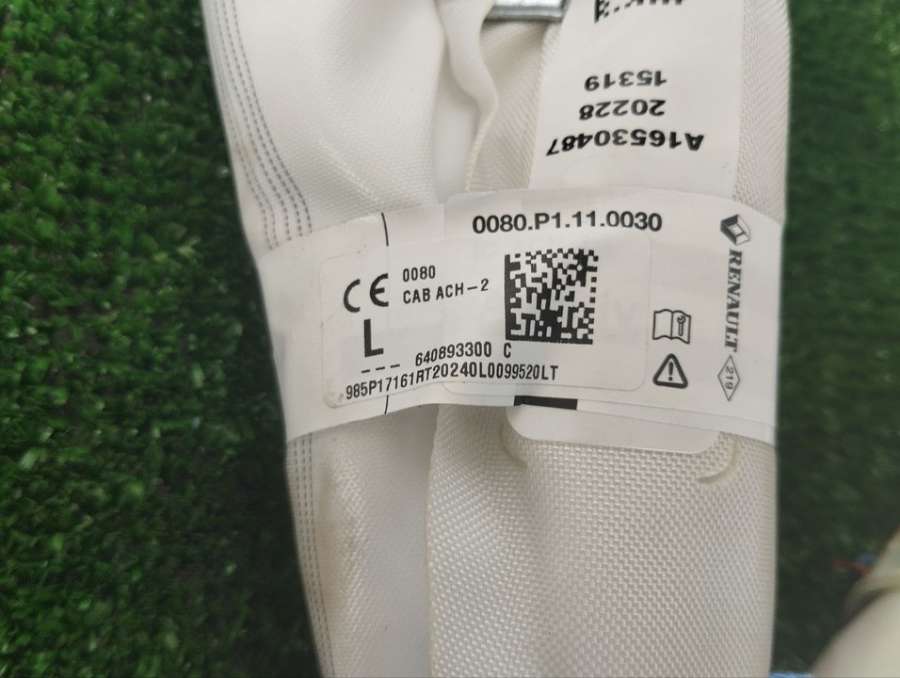 15319
20228
A16530487
0080.P1.11.0030
CE
0080
CAB ACH-2
L
--- 640893300 C
985P17161RT20240L0099520LT
RENAULT
219